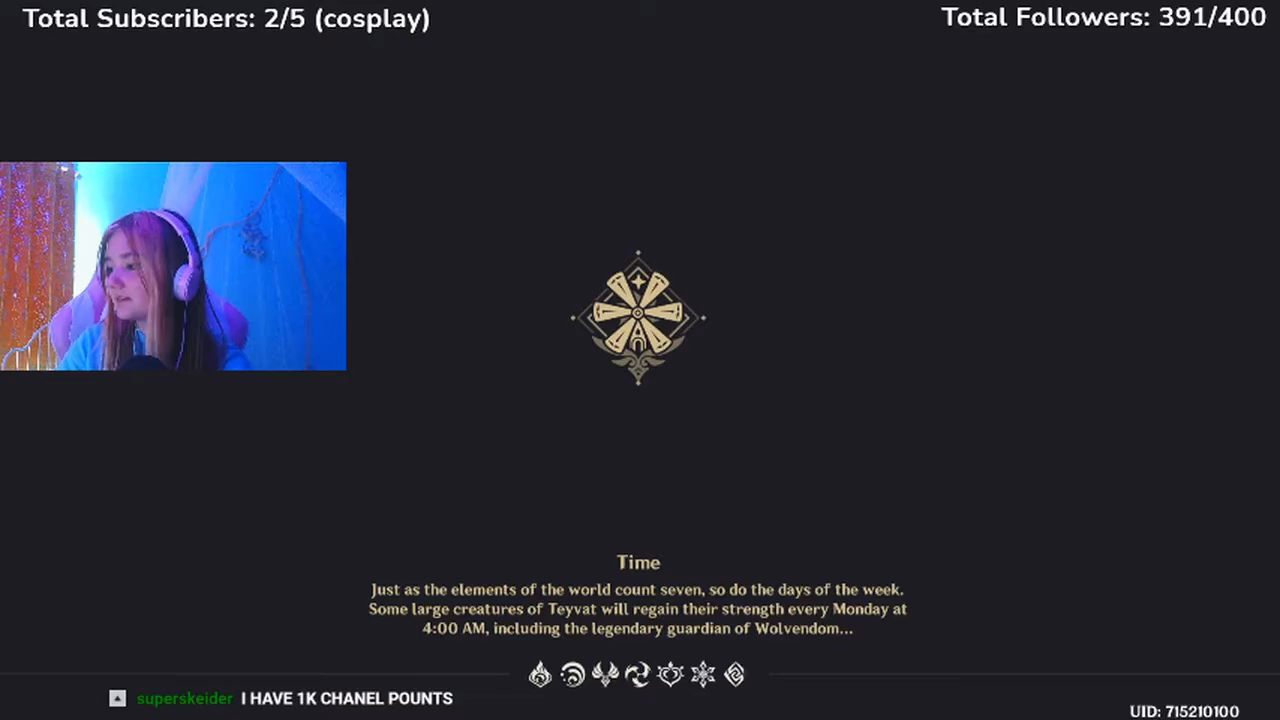 Total Subscribers: 2/5 (cosplay)
Total Followers: 391/400
Time
Just as the elements of the world count seven, so do the days of the week.
Some large creatures of Teyvat will regain their strength every Monday at
4:00 AM, including the legendary guardian of Wolvendom...
superskeider I HAVE 1K CHANEL POUNTS
UID: 715210100